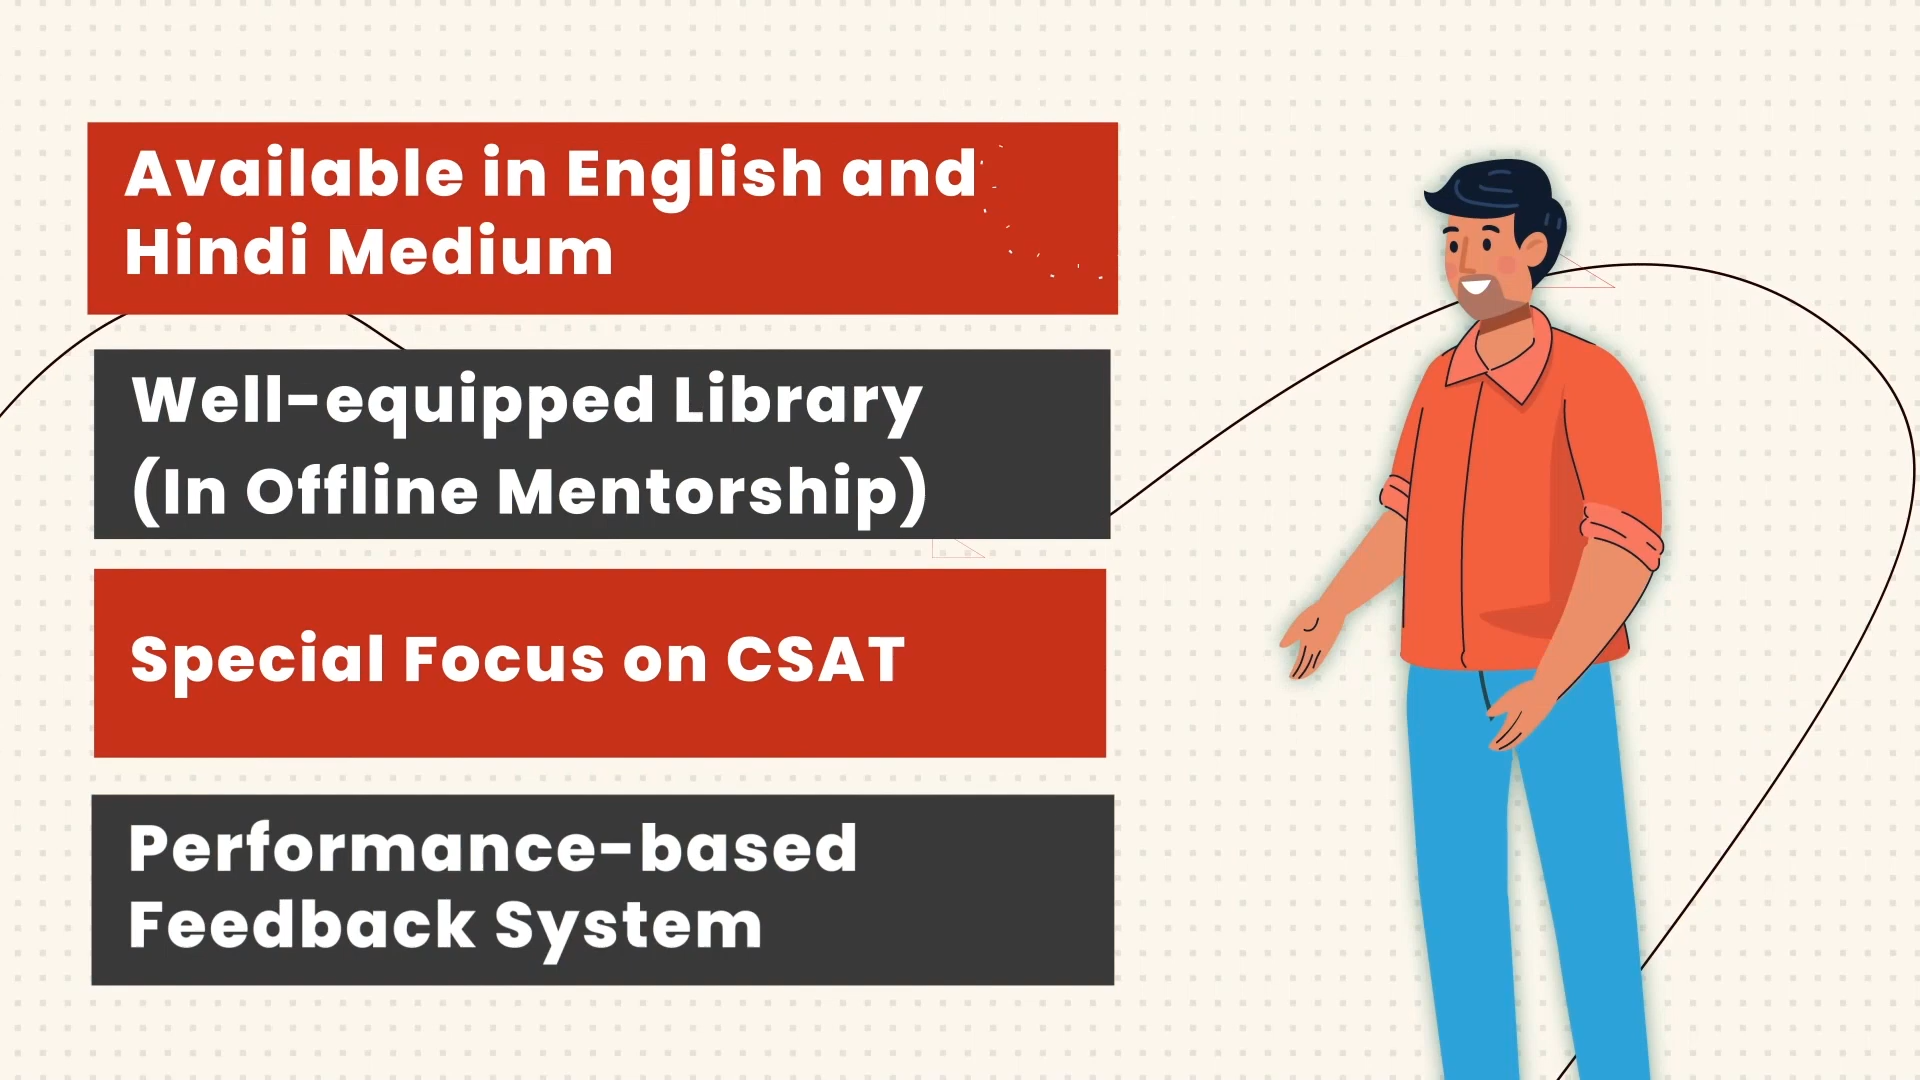 Available in English and
Hindi Medium
Well-equipped Library
(In Offline Mentorship)
Special Focus on CSAT
Performance-based
Feedback System